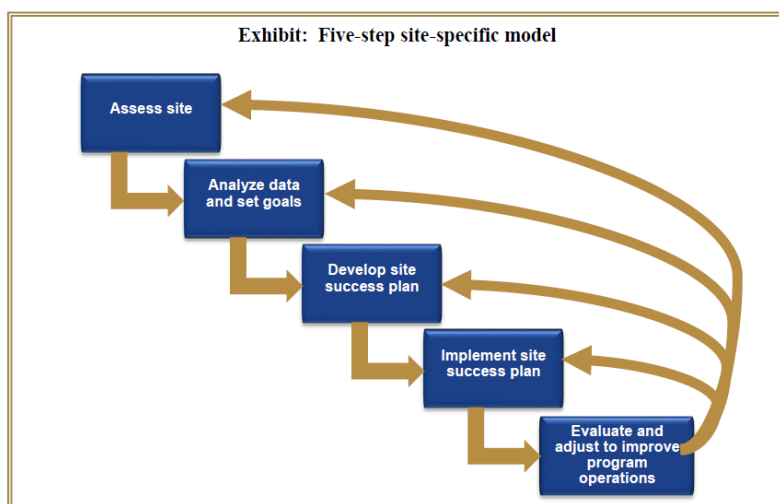 Exhibit: Five-step site-specific model
Assess site
Analyze data
and set goals
Develop site
success plan
Implement site
success plan
Evaluate and
adjust to improve
program
operations